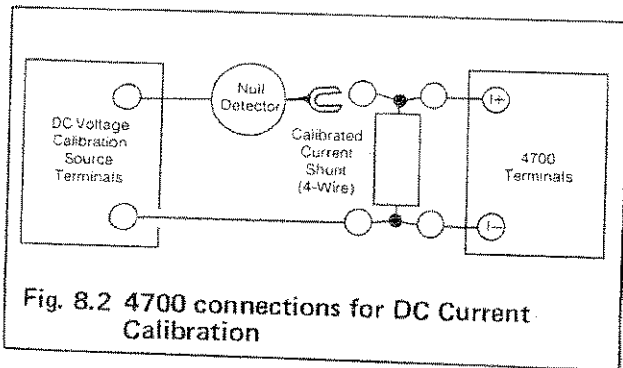 Null
Detector
DC Voltage
Calibration
Source
Terminals
Calibrated
Current
Shunt
(4-Wire)
I+
4700
Terminals
I−
Fig. 8.2 4700 connections for DC Current
Calibration